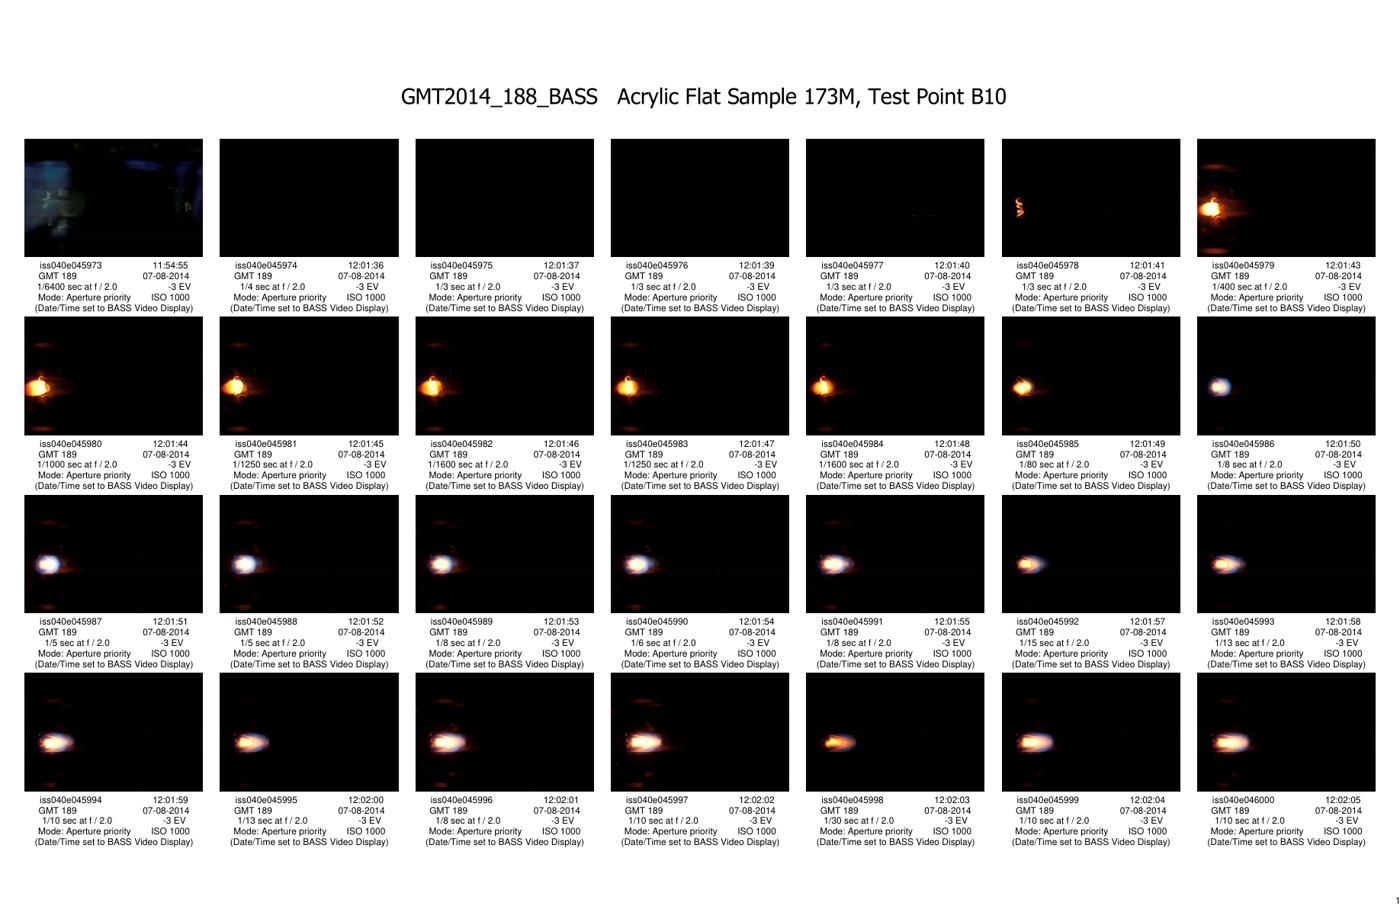 GMT2014_188_BASS Acrylic Flat Sample 173M, Test Point B10
iss040e045973 11:54:55
GMT 189 07-08-2014
1/6400 sec at f / 2.0 -3 EV
Mode: Aperture priority ISO 1000
(Date/Time set to BASS Video Display)
iss040e045974 12:01:36
GMT 189 07-08-2014
1/4 sec at f / 2.0 -3 EV
Mode: Aperture priority ISO 1000
(Date/Time set to BASS Video Display)
iss040e045975 12:01:37
GMT 189 07-08-2014
1/3 sec at f / 2.0 -3 EV
Mode: Aperture priority ISO 1000
(Date/Time set to BASS Video Display)
iss040e045976 12:01:39
GMT 189 07-08-2014
1/3 sec at f / 2.0 -3 EV
Mode: Aperture priority ISO 1000
(Date/Time set to BASS Video Display)
iss040e045977 12:01:40
GMT 189 07-08-2014
1/3 sec at f / 2.0 -3 EV
Mode: Aperture priority ISO 1000
(Date/Time set to BASS Video Display)
iss040e045978 12:01:41
GMT 189 07-08-2014
1/3 sec at f / 2.0 -3 EV
Mode: Aperture priority ISO 1000
(Date/Time set to BASS Video Display)
iss040e045979 12:01:43
GMT 189 07-08-2014
1/400 sec at f / 2.0 -3 EV
Mode: Aperture priority ISO 1000
(Date/Time set to BASS Video Display)
iss040e045980 12:01:44
GMT 189 07-08-2014
1/1000 sec at f / 2.0 -3 EV
Mode: Aperture priority ISO 1000
(Date/Time set to BASS Video Display)
iss040e045981 12:01:45
GMT 189 07-08-2014
1/1250 sec at f / 2.0 -3 EV
Mode: Aperture priority ISO 1000
(Date/Time set to BASS Video Display)
iss040e045982 12:01:46
GMT 189 07-08-2014
1/1600 sec at f / 2.0 -3 EV
Mode: Aperture priority ISO 1000
(Date/Time set to BASS Video Display)
iss040e045983 12:01:47
GMT 189 07-08-2014
1/1250 sec at f / 2.0 -3 EV
Mode: Aperture priority ISO 1000
(Date/Time set to BASS Video Display)
iss040e045984 12:01:48
GMT 189 07-08-2014
1/1600 sec at f / 2.0 -3 EV
Mode: Aperture priority ISO 1000
(Date/Time set to BASS Video Display)
iss040e045985 12:01:49
GMT 189 07-08-2014
1/80 sec at f / 2.0 -3 EV
Mode: Aperture priority ISO 1000
(Date/Time set to BASS Video Display)
iss040e045986 12:01:50
GMT 189 07-08-2014
1/8 sec at f / 2.0 -3 EV
Mode: Aperture priority ISO 1000
(Date/Time set to BASS Video Display)
iss040e045987 12:01:51
GMT 189 07-08-2014
1/5 sec at f / 2.0 -3 EV
Mode: Aperture priority ISO 1000
(Date/Time set to BASS Video Display)
iss040e045988 12:01:52
GMT 189 07-08-2014
1/5 sec at f / 2.0 -3 EV
Mode: Aperture priority ISO 1000
(Date/Time set to BASS Video Display)
iss040e045989 12:01:53
GMT 189 07-08-2014
1/8 sec at f / 2.0 -3 EV
Mode: Aperture priority ISO 1000
(Date/Time set to BASS Video Display)
iss040e045990 12:01:54
GMT 189 07-08-2014
1/6 sec at f / 2.0 -3 EV
Mode: Aperture priority ISO 1000
(Date/Time set to BASS Video Display)
iss040e045991 12:01:55
GMT 189 07-08-2014
1/8 sec at f / 2.0 -3 EV
Mode: Aperture priority ISO 1000
(Date/Time set to BASS Video Display)
iss040e045992 12:01:57
GMT 189 07-08-2014
1/15 sec at f / 2.0 -3 EV
Mode: Aperture priority ISO 1000
(Date/Time set to BASS Video Display)
iss040e045993 12:01:58
GMT 189 07-08-2014
1/13 sec at f / 2.0 -3 EV
Mode: Aperture priority ISO 1000
(Date/Time set to BASS Video Display)
iss040e045994 12:01:59
GMT 189 07-08-2014
1/10 sec at f / 2.0 -3 EV
Mode: Aperture priority ISO 1000
(Date/Time set to BASS Video Display)
iss040e045995 12:02:00
GMT 189 07-08-2014
1/13 sec at f / 2.0 -3 EV
Mode: Aperture priority ISO 1000
(Date/Time set to BASS Video Display)
iss040e045996 12:02:01
GMT 189 07-08-2014
1/8 sec at f / 2.0 -3 EV
Mode: Aperture priority ISO 1000
(Date/Time set to BASS Video Display)
iss040e045997 12:02:02
GMT 189 07-08-2014
1/10 sec at f / 2.0 -3 EV
Mode: Aperture priority ISO 1000
(Date/Time set to BASS Video Display)
iss040e045998 12:02:03
GMT 189 07-08-2014
1/30 sec at f / 2.0 -3 EV
Mode: Aperture priority ISO 1000
(Date/Time set to BASS Video Display)
iss040e045999 12:02:04
GMT 189 07-08-2014
1/10 sec at f / 2.0 -3 EV
Mode: Aperture priority ISO 1000
(Date/Time set to BASS Video Display)
iss040e046000 12:02:05
GMT 189 07-08-2014
1/10 sec at f / 2.0 -3 EV
Mode: Aperture priority ISO 1000
(Date/Time set to BASS Video Display)